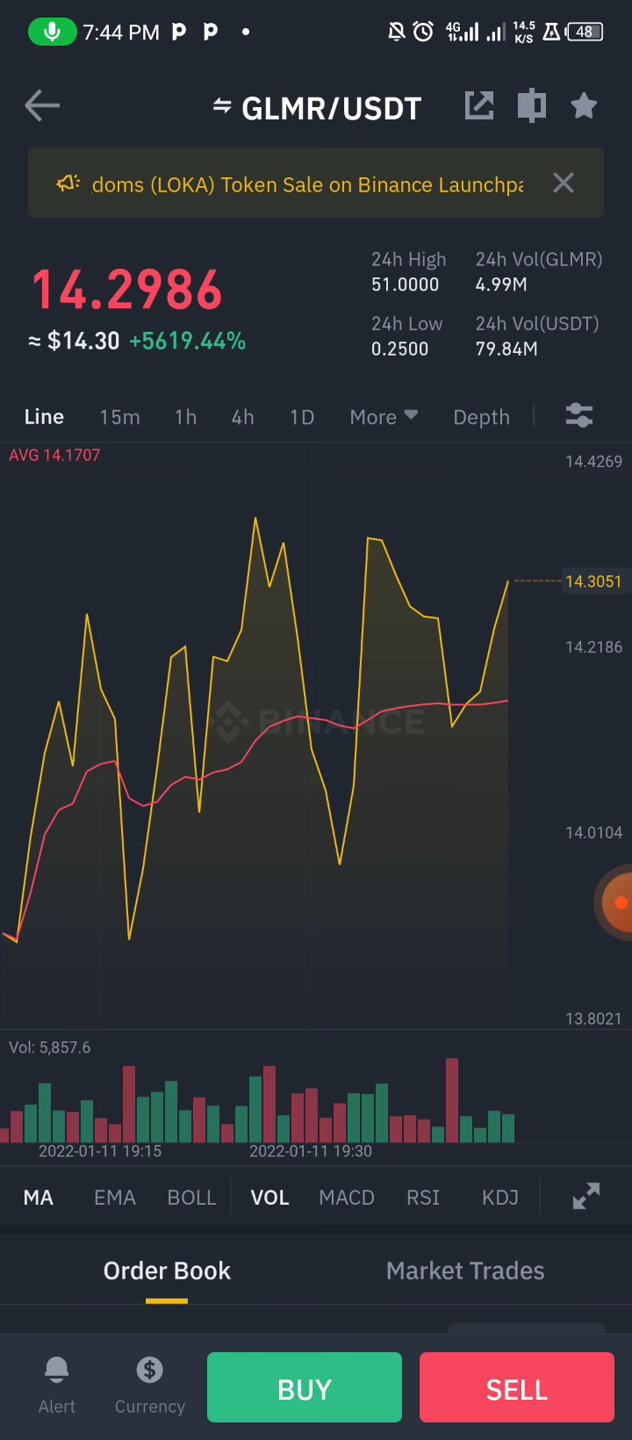 7:44 PM
4G
14.5
K/S
48
GLMR/USDT
doms (LOKA) Token Sale on Binance Launchpa
14.2986
≈ $14.30 +5619.44%
24h High
51.0000
24h Vol(GLMR)
4.99M
24h Low
0.2500
24h Vol(USDT)
79.84M
Line 15m 1h 4h 1D More Depth
AVG 14.1707
14.4269
14.3051
14.2186
BINANCE
14.0104
13.8021
Vol: 5,857.6
2022-01-11 19:15 2022-01-11 19:30
MA EMA BOLL VOL MACD RSI KDJ
Order Book Market Trades
Alert Currency BUY SELL